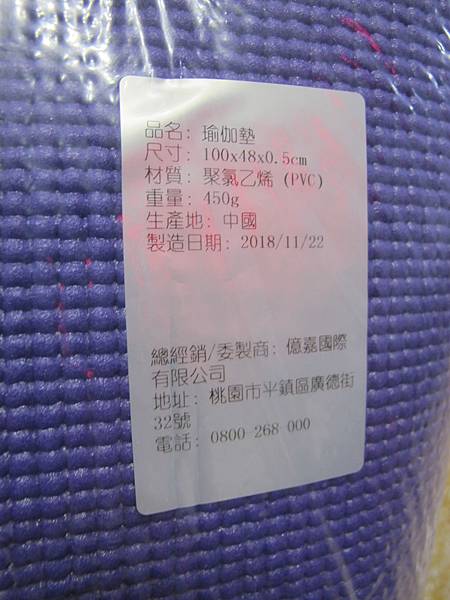 品名: 瑜伽墊
尺寸: 100x48x0.5cm
材質: 聚氯乙烯 (PVC)
重量: 450g
生產地: 中國
製造日期: 2018/11/22
總經銷/委製商: 億嘉國際
有限公司
地址: 桃園市平鎮區廣德街
32號
電話: 0800-268-000